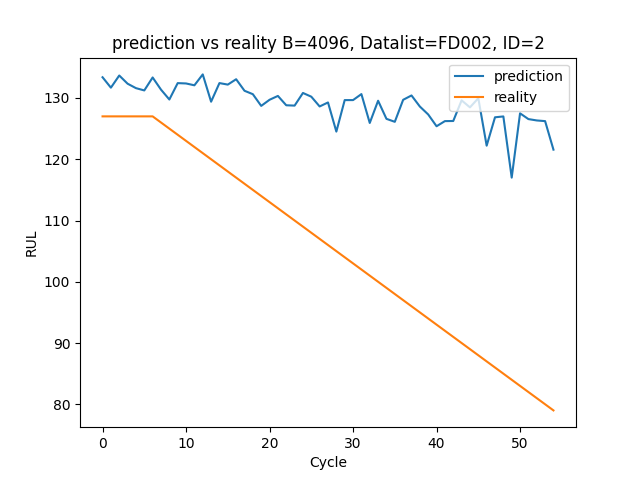 prediction vs reality B=4096, Datalist=FD002, ID=2
prediction
reality
130
120
110
100
90
80
RUL
0 10 20 30 40 50
Cycle